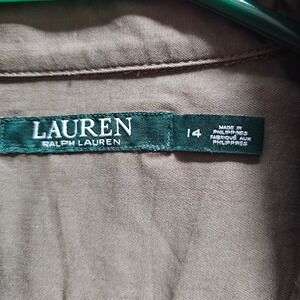 LAUREN
RALPH LAUREN
14
MADE IN
PHILIPPINES
FABRIQUÉ AUX
PHILIPPINES